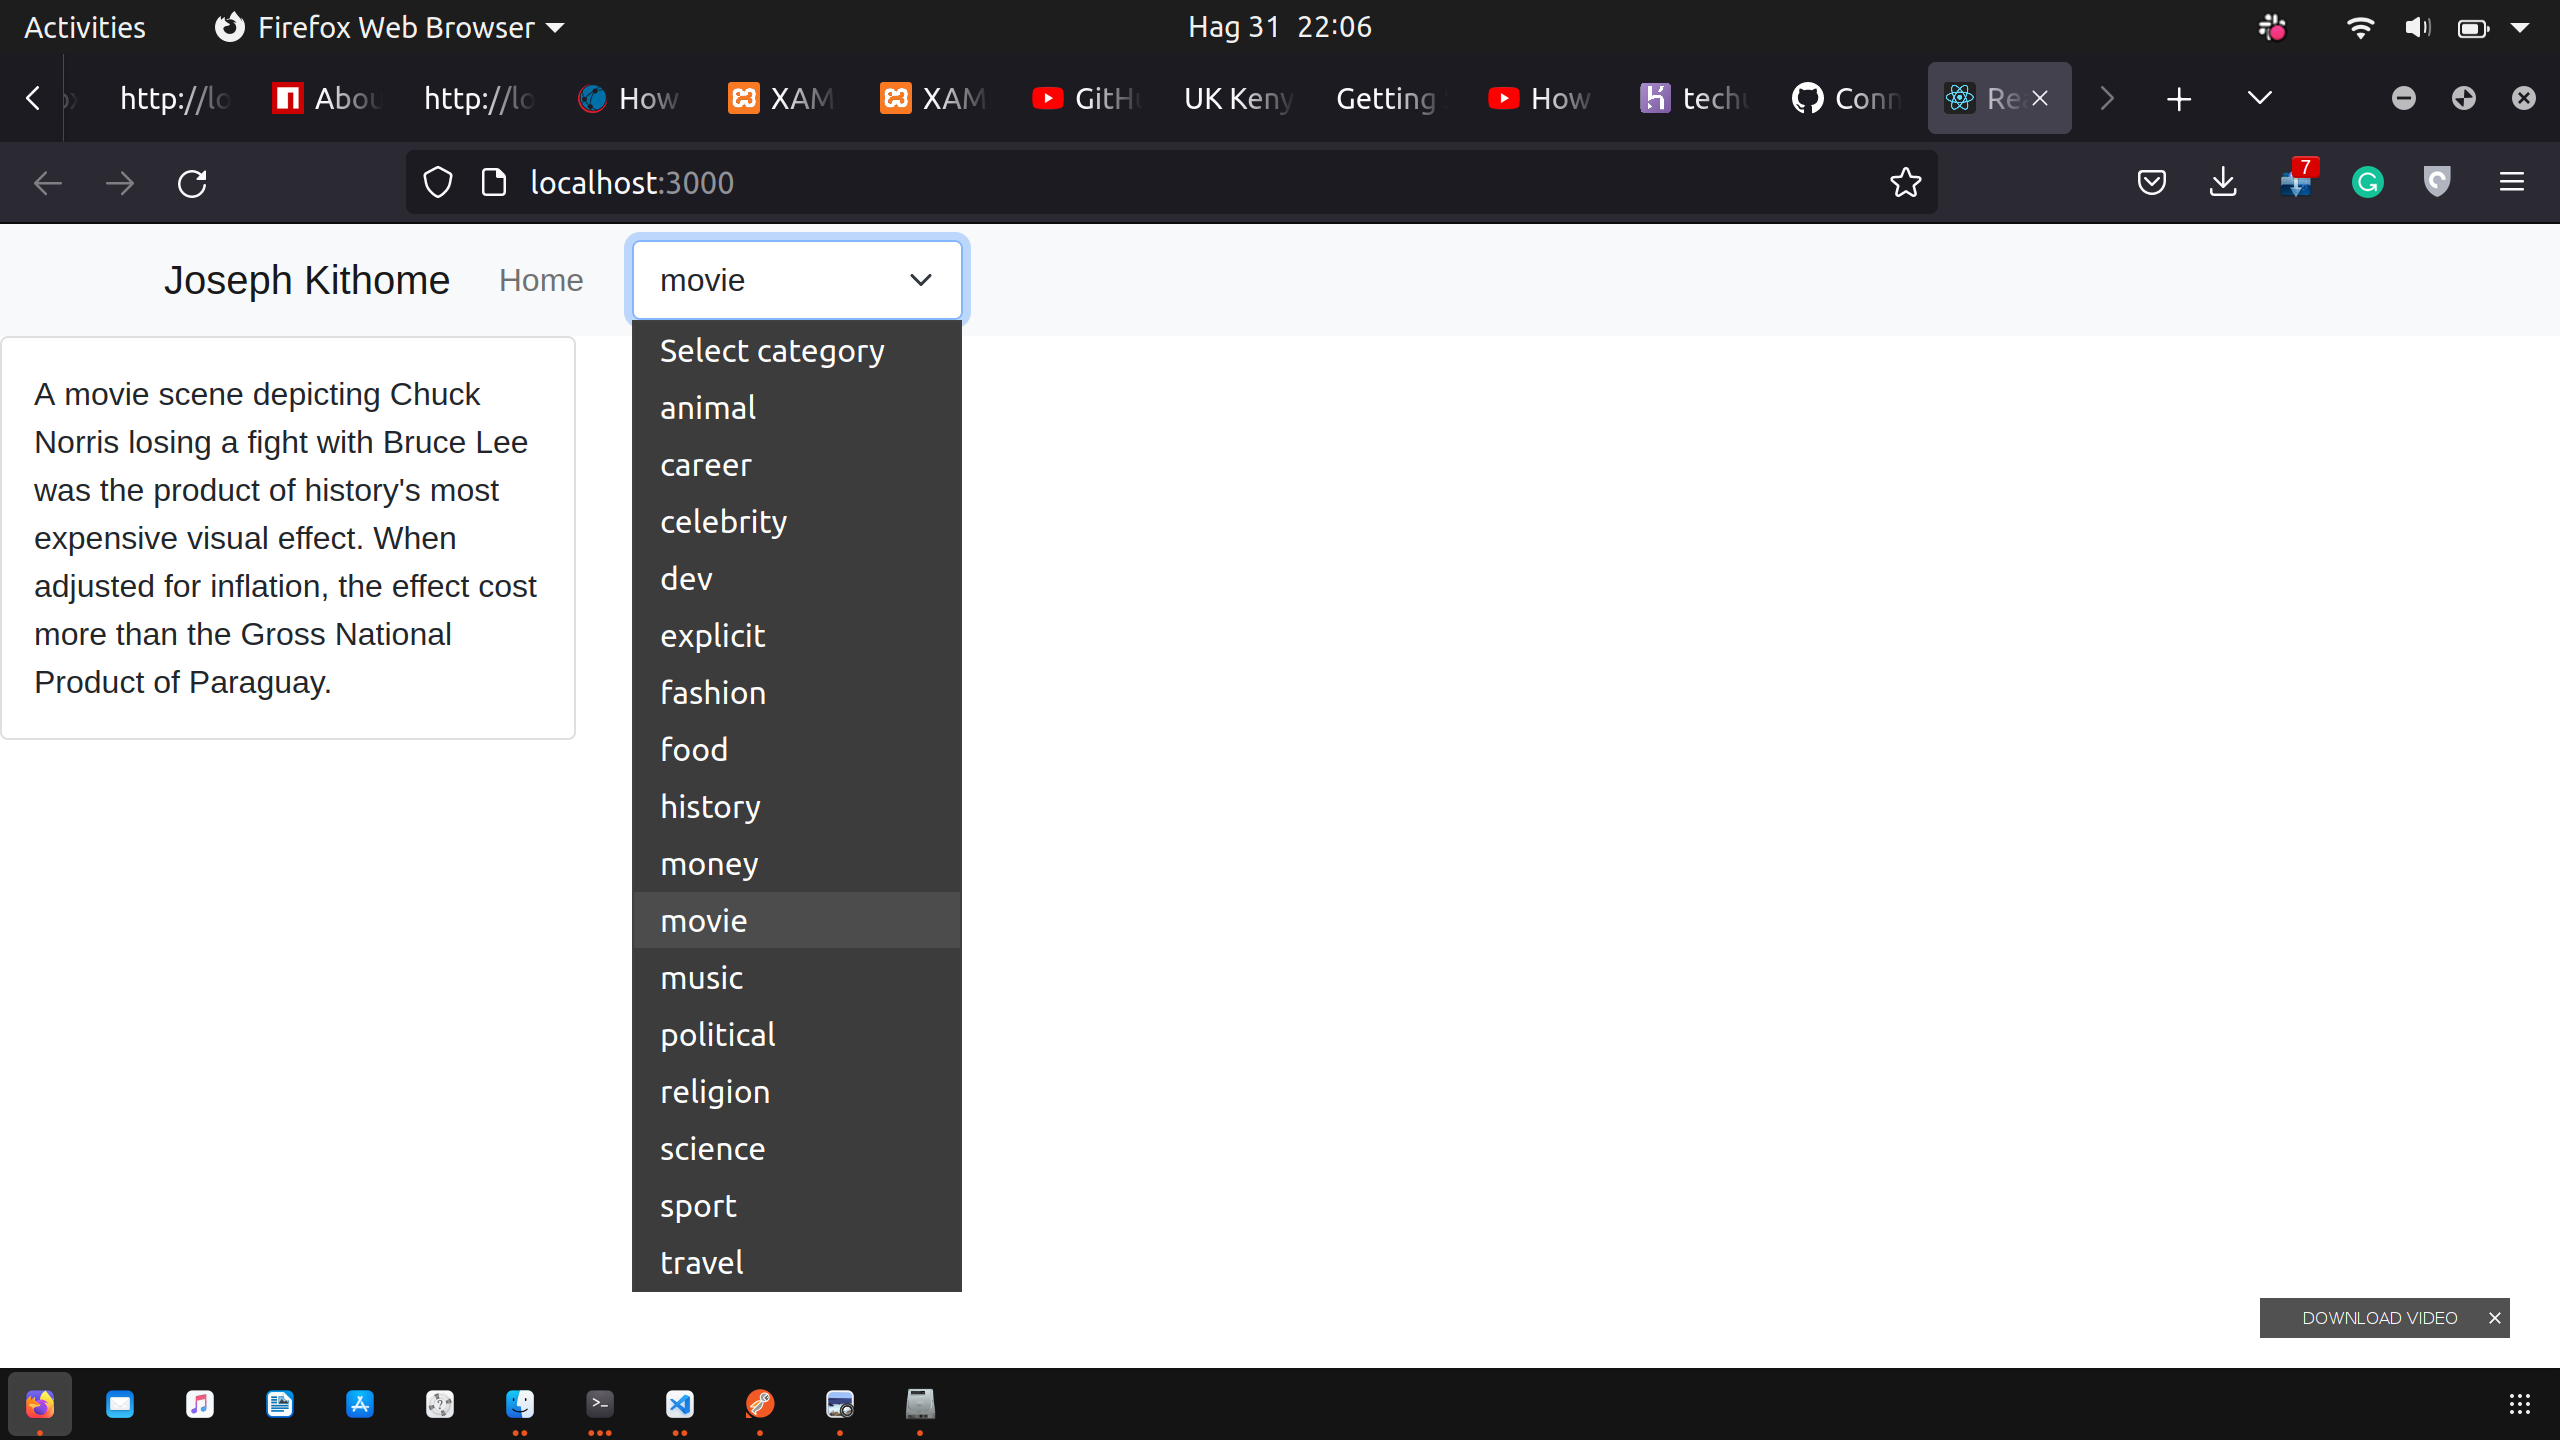 Activities
Firefox Web Browser
Hag 31 22:06
http://lo
Abou
http://lo
How
XAM
XAM
GitHu
UK Keny
Getting
How
techu
Conn
Rea
localhost:3000
7
Joseph Kithome
Home
movie
A movie scene depicting Chuck
Norris losing a fight with Bruce Lee
was the product of history's most
expensive visual effect. When
adjusted for inflation, the effect cost
more than the Gross National
Product of Paraguay.
Select category
animal
career
celebrity
dev
explicit
fashion
food
history
money
movie
music
political
religion
science
sport
travel
DOWNLOAD VIDEO